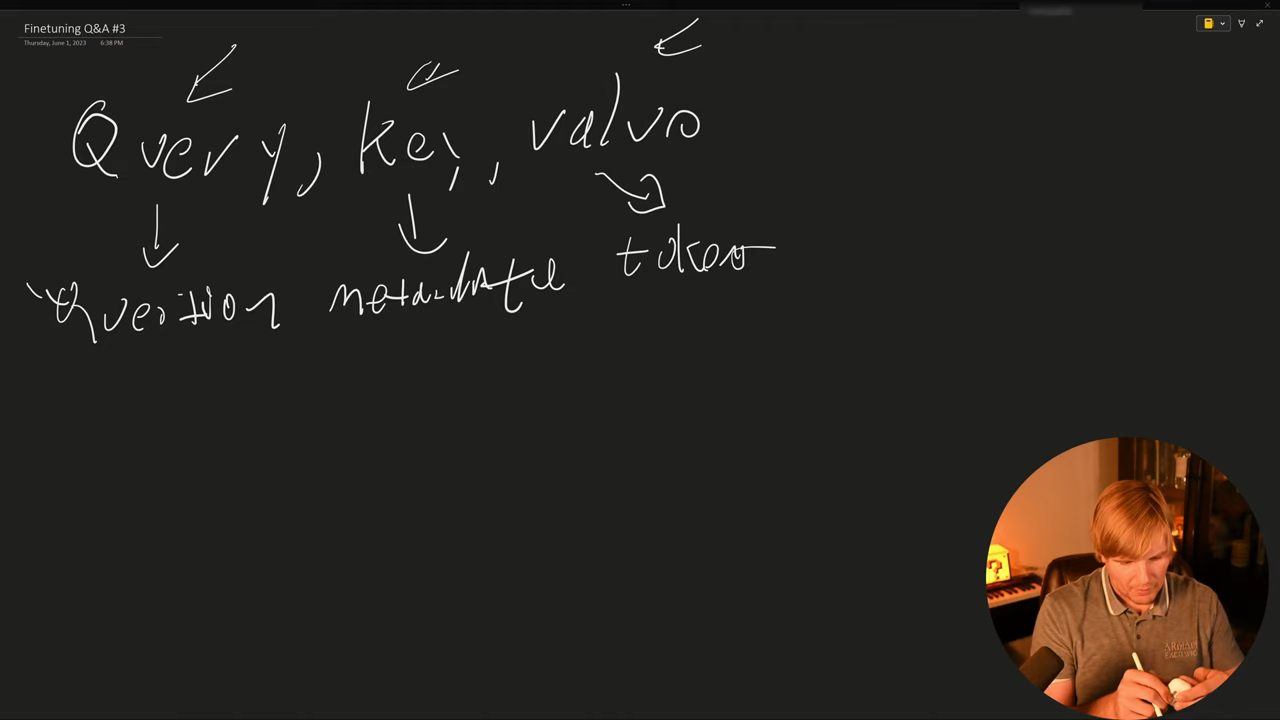 Finetuning Q&A #3
Thursday, June 1, 2023 6:38 PM
Query, key, value
Question metadata token